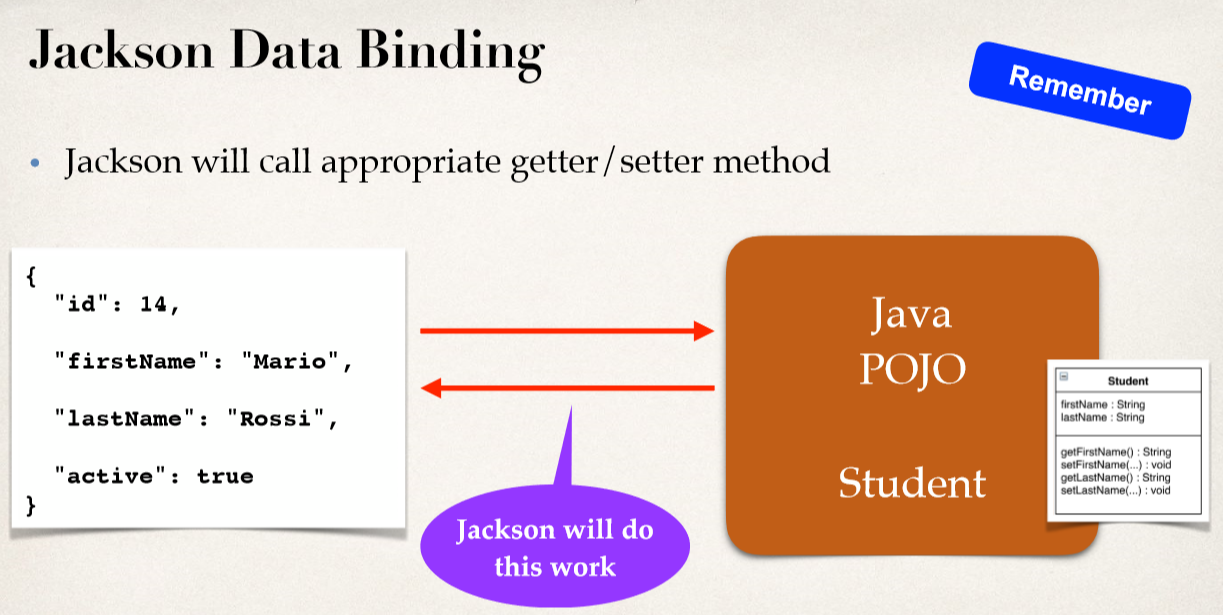 Jackson Data Binding
Remember
• Jackson will call appropriate getter/setter method
{
"id": 14,
"firstName": "Mario",
"lastName": "Rossi",
"active": true
}
Jackson will do
this work
Java
POJO
Student
Student
firstName : String
lastName : String
getFirstName() : String
setFirstName(...) : void
getLastName() : String
setLastName(...) : void